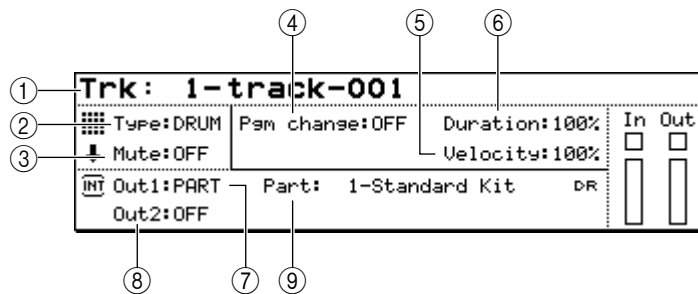 ④ ⑤ ⑥
① Trk: 1-track-001
② Type:DRUM Pgm change:OFF Duration:100% In Out
③ Mute:OFF Velocity:100%
INT Out1:PART Part: 1-Standard Kit DR
Out2:OFF
⑧ ⑦ ⑨